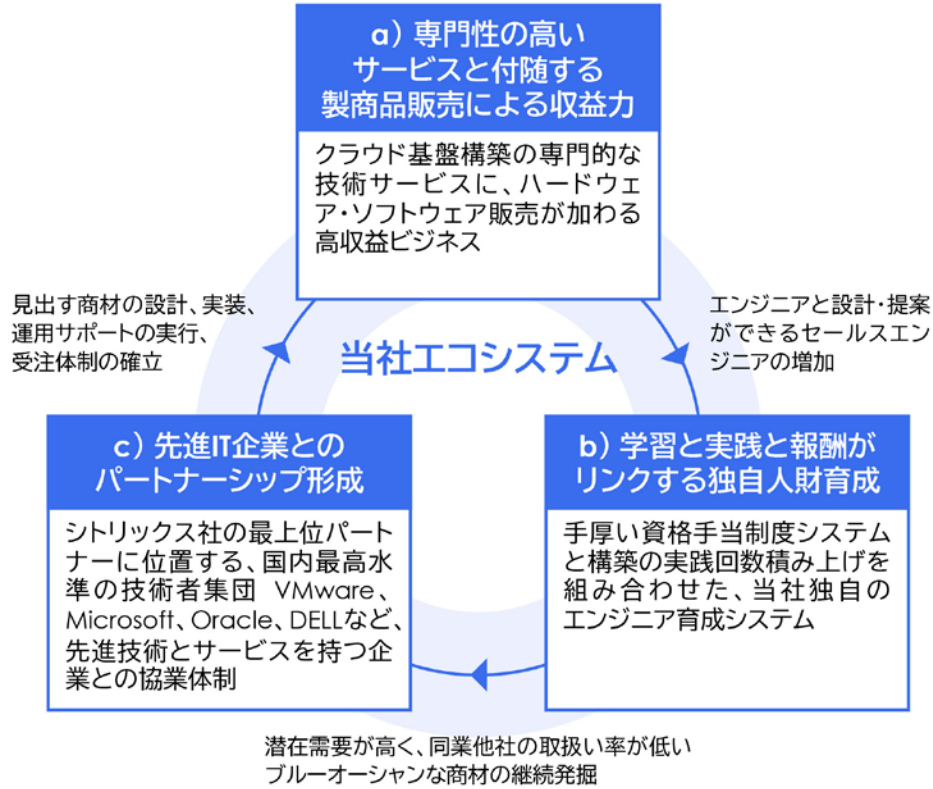 a）専門性の高い
サービスと付随する
製商品販売による収益力
クラウド基盤構築の専門的な
技術サービスに、ハードウェ
ア・ソフトウェア販売が加わる
高収益ビジネス
見出す商材の設計、実装、
運用サポートの実行、
受注体制の確立
当社エコシステム
エンジニアと設計・提案
ができるセールスエン
ジニアの増加
c）先進IT企業との
パートナーシップ形成
シトリックス社の最上位パート
ナーに位置する、国内最高水
準の技術者集団 VMware、
Microsoft、Oracle、DELLなど、
先進技術とサービスを持つ企
業との協業体制
b）学習と実践と報酬が
リンクする独自人財育成
手厚い資格手当制度システム
と構築の実践回数積み上げを
組み合わせた、当社独自の
エンジニア育成システム
潜在需要が高く、同業他社の取扱い率が低い
ブルーオーシャンな商材の継続発掘